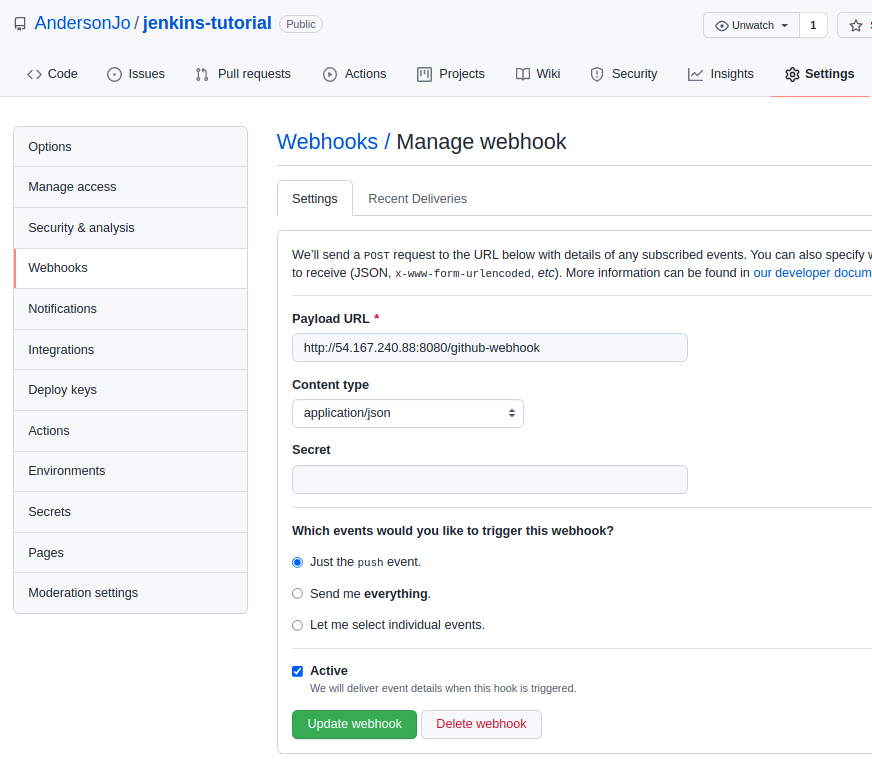 AndersonJo / jenkins-tutorial Public
Unwatch 1
Code Issues Pull requests Actions Projects Wiki Security Insights Settings
Options
Manage access
Security & analysis
Webhooks
Notifications
Integrations
Deploy keys
Actions
Environments
Secrets
Pages
Moderation settings
Webhooks / Manage webhook
Settings Recent Deliveries
We'll send a POST request to the URL below with details of any subscribed events. You can also specify
to receive (JSON, x-www-form-urlencoded, etc). More information can be found in our developer docum
Payload URL *
http://54.167.240.88:8080/github-webhook
Content type
application/json
Secret
Which events would you like to trigger this webhook?
Just the push event.
Send me everything.
Let me select individual events.
Active
We will deliver event details when this hook is triggered.
Update webhook Delete webhook